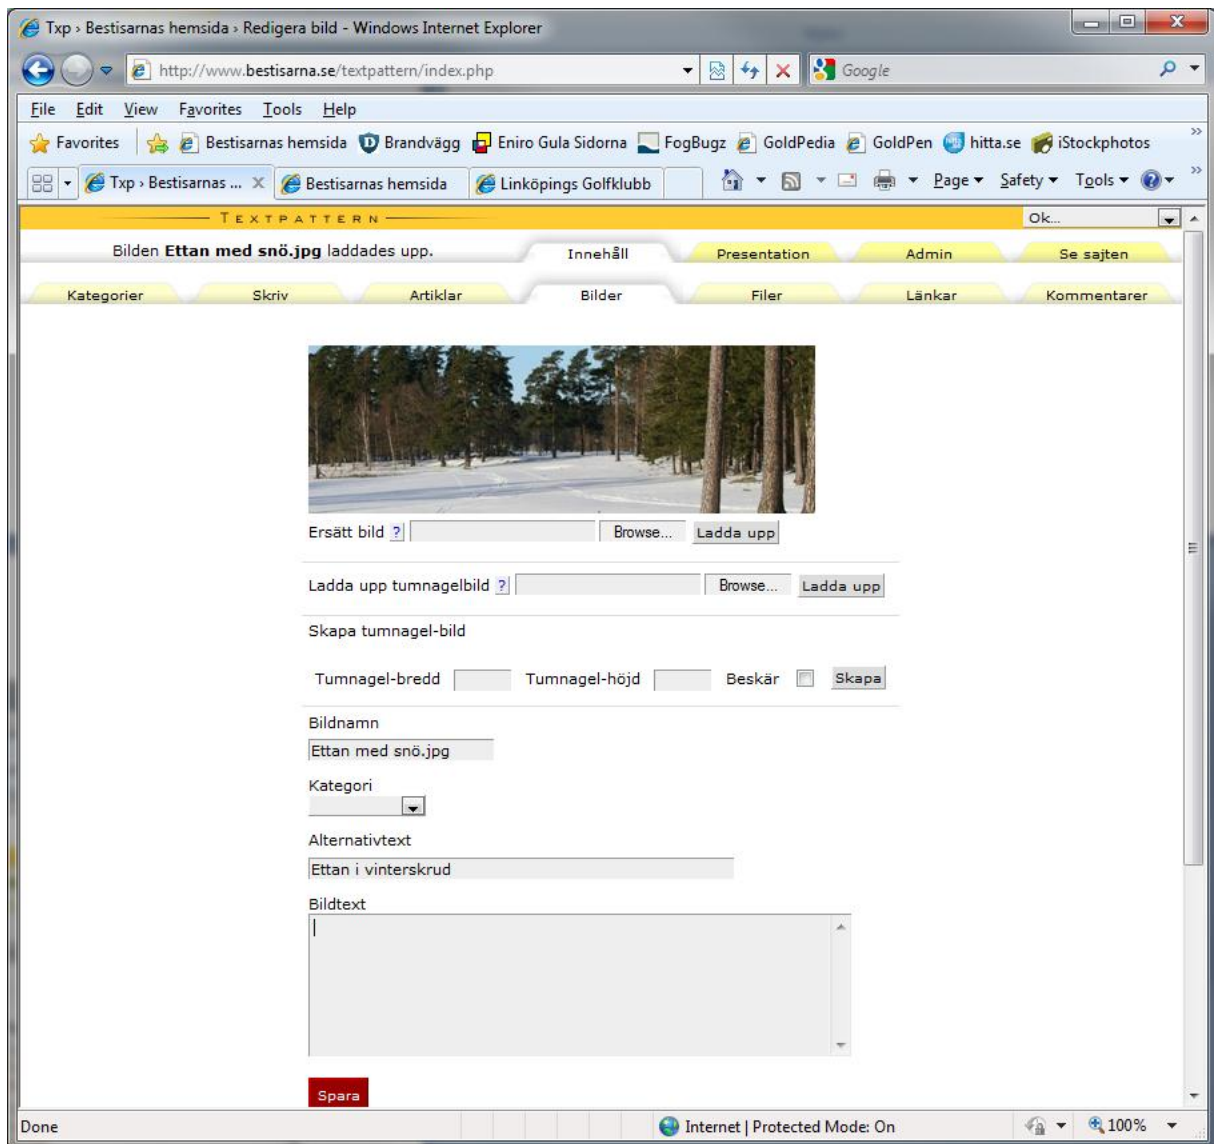 Txp › Bestisarnas hemsida › Redigera bild - Windows Internet Explorer
http://www.bestisarna.se/textpattern/index.php Google
File Edit View Favorites Tools Help
Favorites Bestisarnas hemsida Brandvägg Eniro Gula Sidorna FogBugz GoldPedia GoldPen hitta.se iStockphotos
Txp › Bestisarnas ... X Bestisarnas hemsida Linköpings Golfklubb Page Safety Tools
TEXTPATTERN Ok...
Bilden Ettan med snö.jpg laddades upp. Innehåll Presentation Admin Se sajten
Kategorier Skriv Artiklar Bilder Filer Länkar Kommentarer
Ersätt bild ? Browse... Ladda upp
Ladda upp tumnagelbild ? Browse... Ladda upp
Skapa tumnagel-bild
Tumnagel-bredd Tumnagel-höjd Beskär Skapa
Bildnamn
Ettan med snö.jpg
Kategori
Alternativtext
Ettan i vinterskrud
Bildtext
Spara
Done Internet | Protected Mode: On 100%